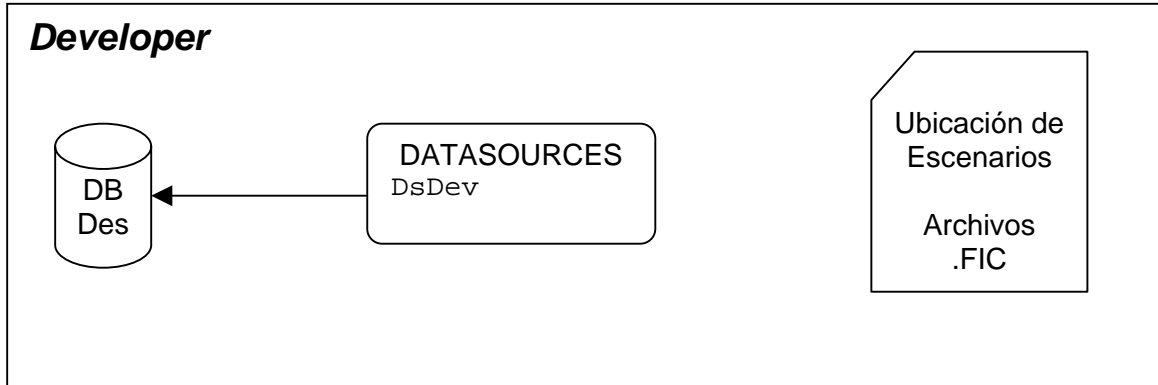 Developer
DB
Des
DATASOURCES
DsDev
Ubicación de
Escenarios
Archivos
.FIC